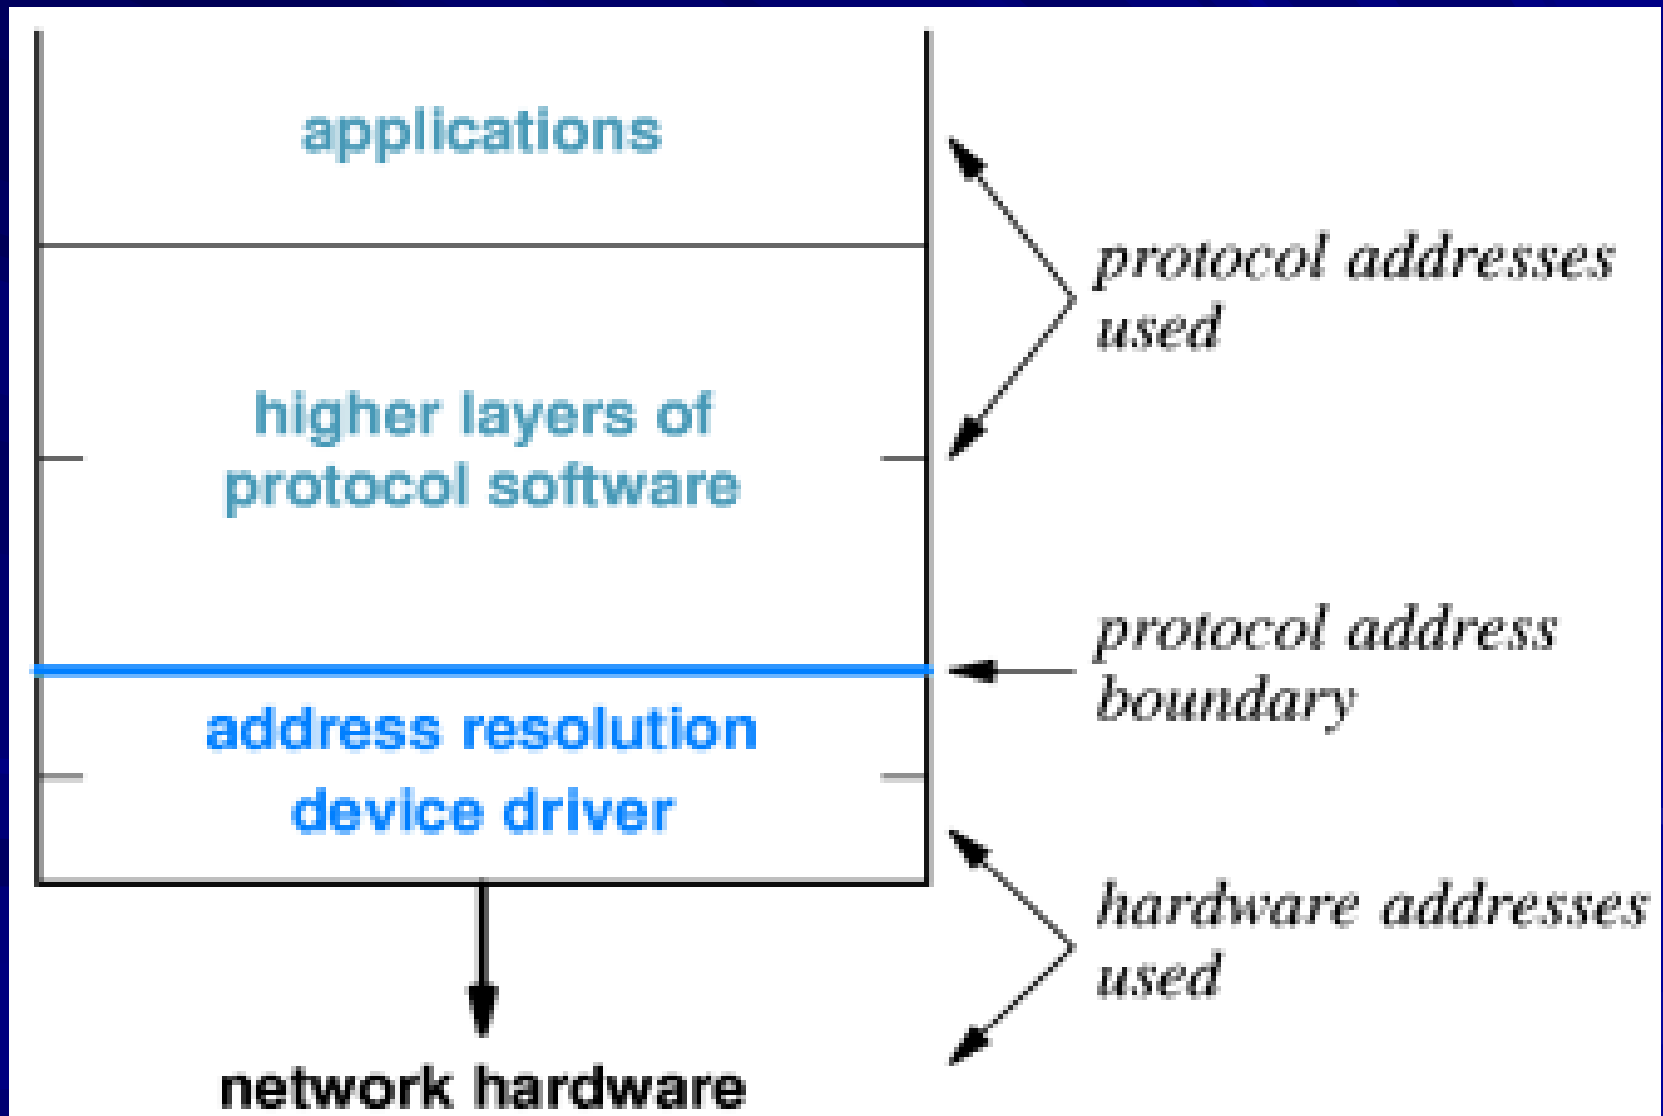 applications
protocol addresses
used
higher layers of
protocol software
protocol address
boundary
address resolution
device driver
hardware addresses
used
network hardware